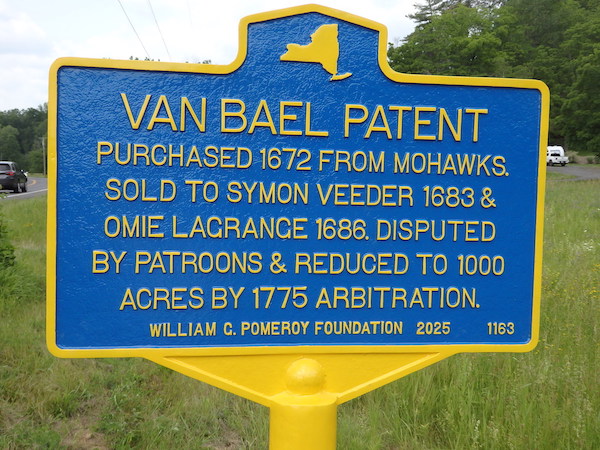 VAN BAEL PATENT
PURCHASED 1672 FROM MOHAWKS.
SOLD TO SYMON VEEDER 1683 &
OMIE LAGRANGE 1686. DISPUTED
BY PATROONS & REDUCED TO 1000
ACRES BY 1775 ARBITRATION.
WILLIAM G. POMEROY FOUNDATION 2025 1163